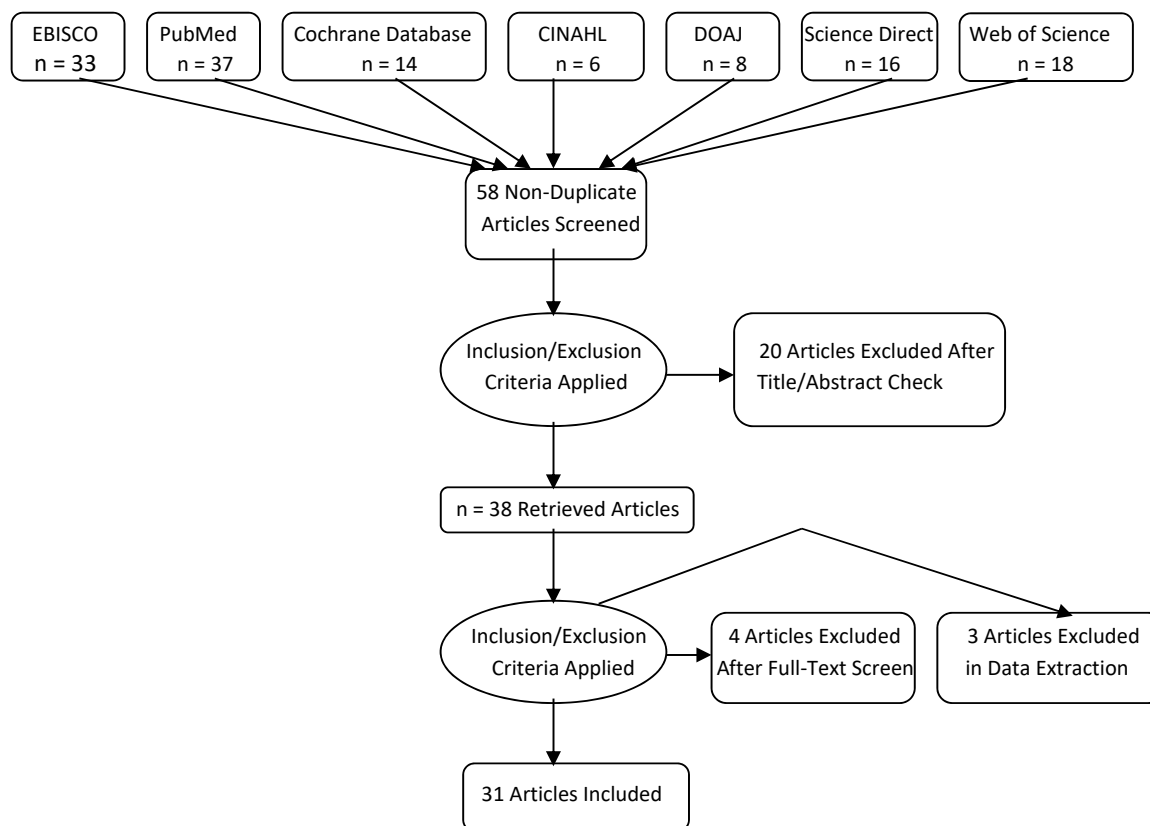 EBISCO
n = 33
PubMed
n = 37
Cochrane Database
n = 14
CINAHL
n = 6
DOAJ
n = 8
Science Direct
n = 16
Web of Science
n = 18
58 Non-Duplicate
Articles Screened
Inclusion/Exclusion
Criteria Applied
20 Articles Excluded After
Title/Abstract Check
n = 38 Retrieved Articles
Inclusion/Exclusion
Criteria Applied
4 Articles Excluded
After Full-Text Screen
3 Articles Excluded
in Data Extraction
31 Articles Included